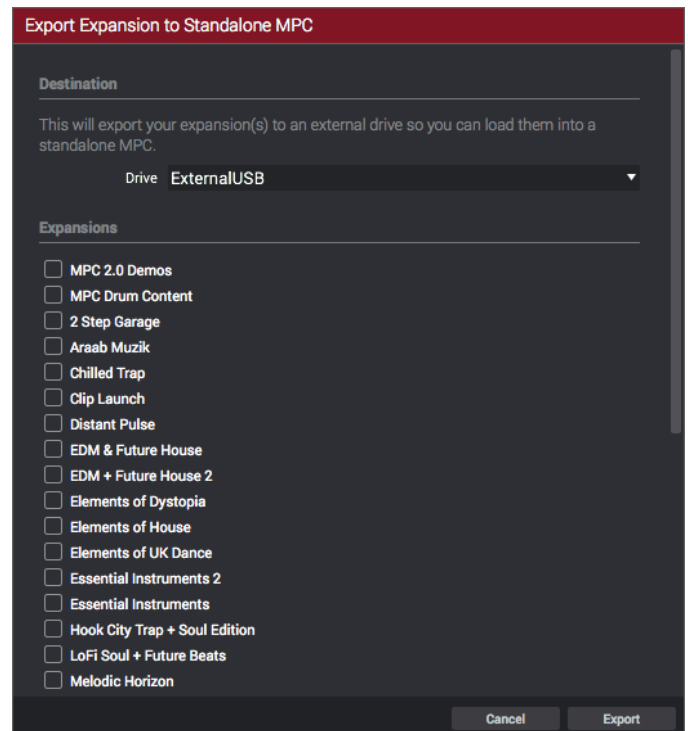 Export Expansion to Standalone MPC
Destination
This will export your expansion(s) to an external drive so you can load them into a
standalone MPC.
Drive ExternalUSB
Expansions
MPC 2.0 Demos
MPC Drum Content
2 Step Garage
Araab Muzik
Chilled Trap
Clip Launch
Distant Pulse
EDM & Future House
EDM + Future House 2
Elements of Dystopia
Elements of House
Elements of UK Dance
Essential Instruments 2
Essential Instruments
Hook City Trap + Soul Edition
LoFi Soul + Future Beats
Melodic Horizon
Cancel Export